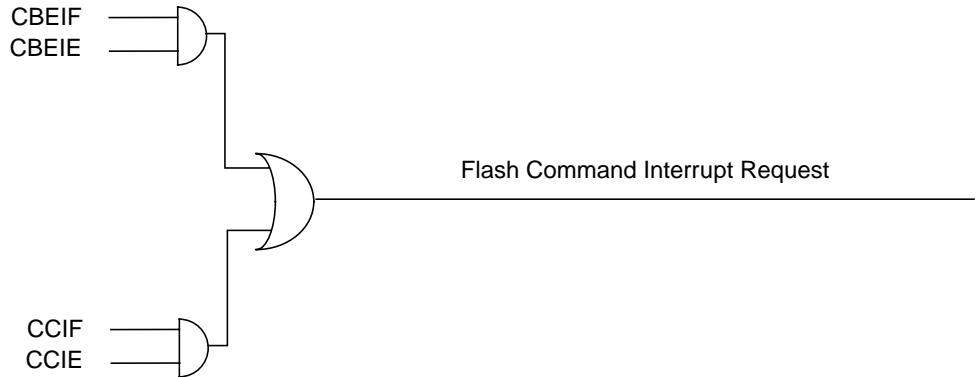 CBEIF
CBEIE
Flash Command Interrupt Request
CCIF
CCIE